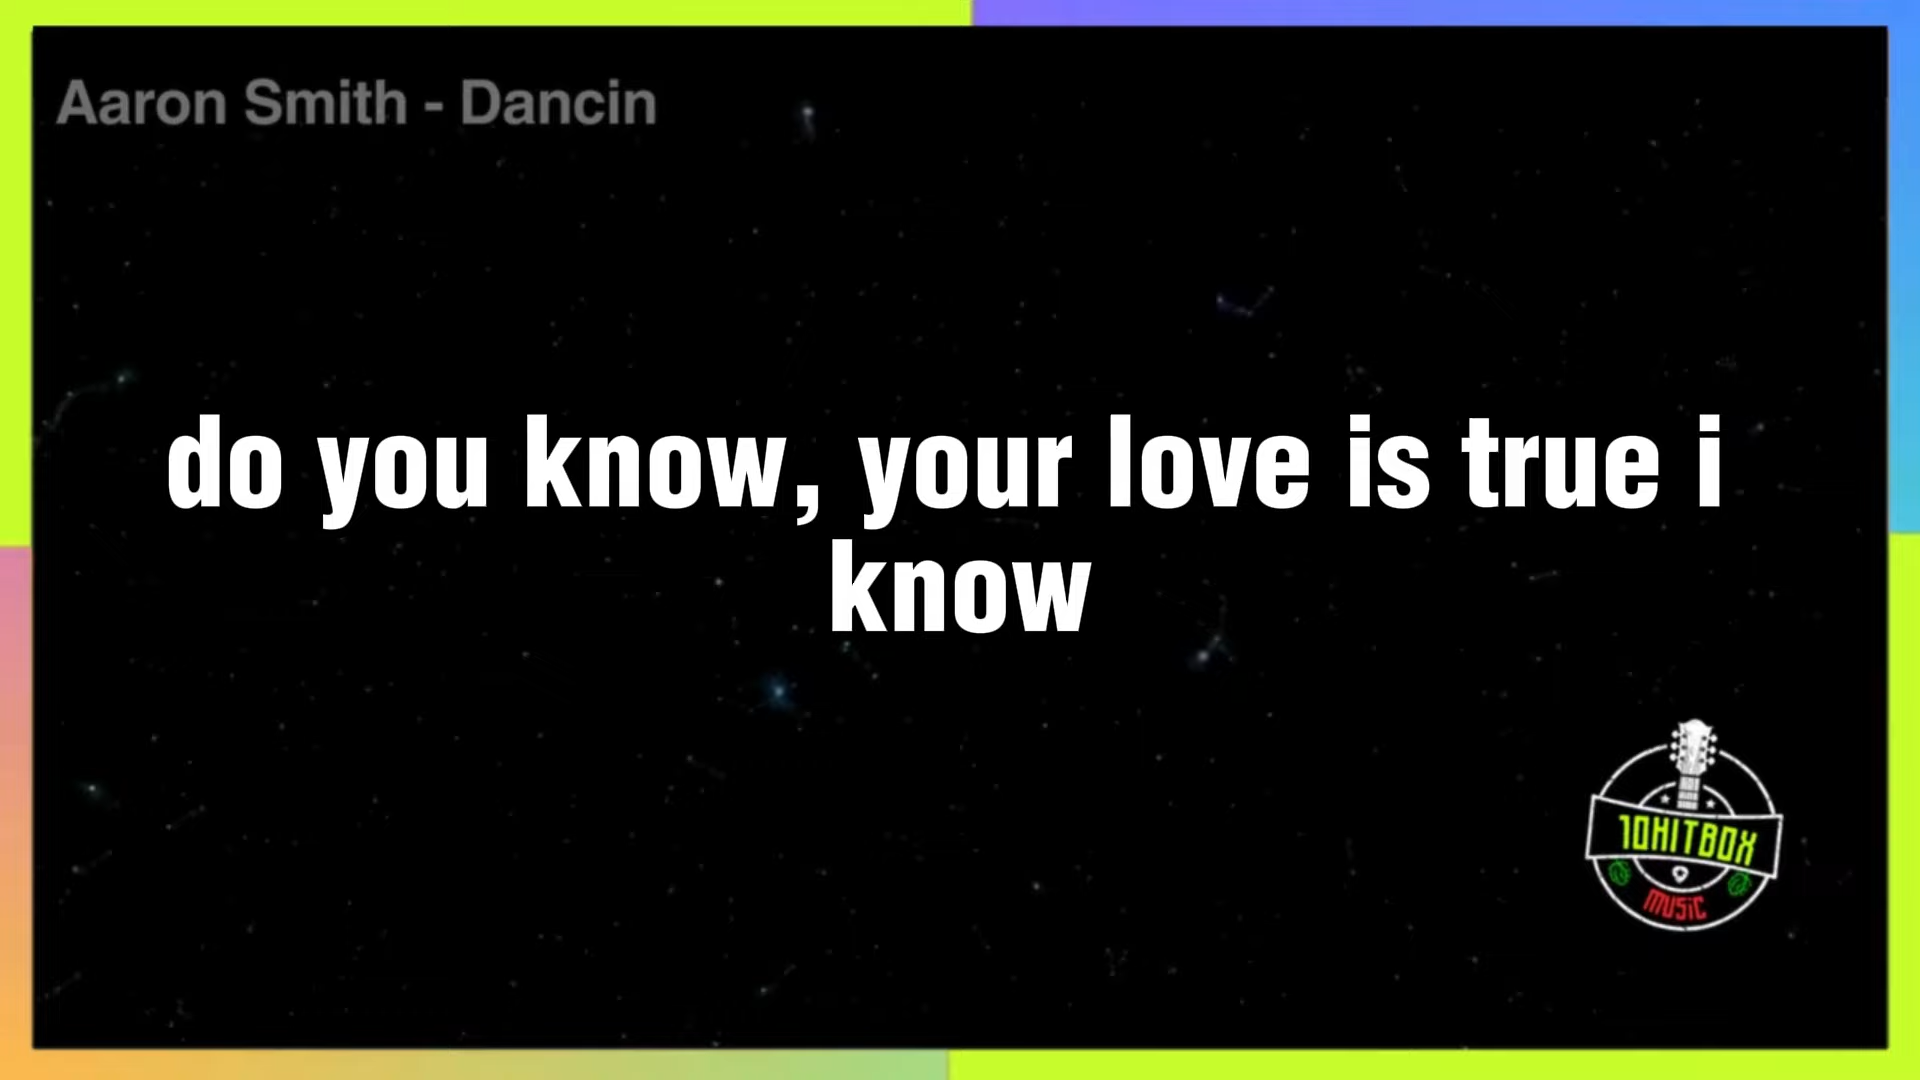 Aaron Smith - Dancin
do you know, your love is true i
know
10HITBOX
MUSiC